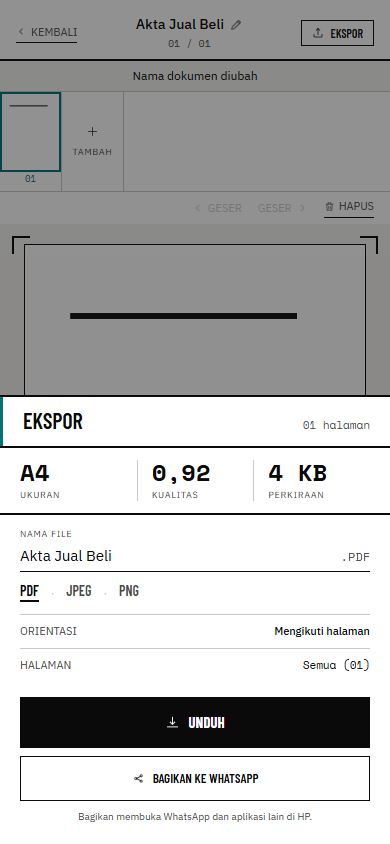 KEMBALI
Akta Jual Beli
01 / 01
EKSPOR
Nama dokumen diubah
01
TAMBAH
GESER
GESER
HAPUS
EKSPOR
01 halaman
A4
UKURAN
0,92
KUALITAS
4 KB
PERKIRAAN
NAMA FILE
Akta Jual Beli
.PDF
PDF · JPEG · PNG
ORIENTASI
Mengikuti halaman
HALAMAN
Semua (01)
UNDUH
BAGIKAN KE WHATSAPP
Bagikan membuka WhatsApp dan aplikasi lain di HP.